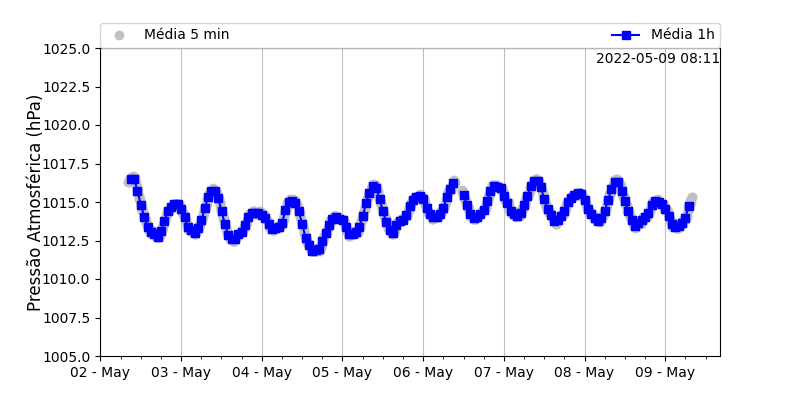 Média 5 min
Média 1h
2022-05-09 08:11
Pressão Atmosférica (hPa)
1025.0
1022.5
1020.0
1017.5
1015.0
1012.5
1010.0
1007.5
1005.0
02 - May
03 - May
04 - May
05 - May
06 - May
07 - May
08 - May
09 - May